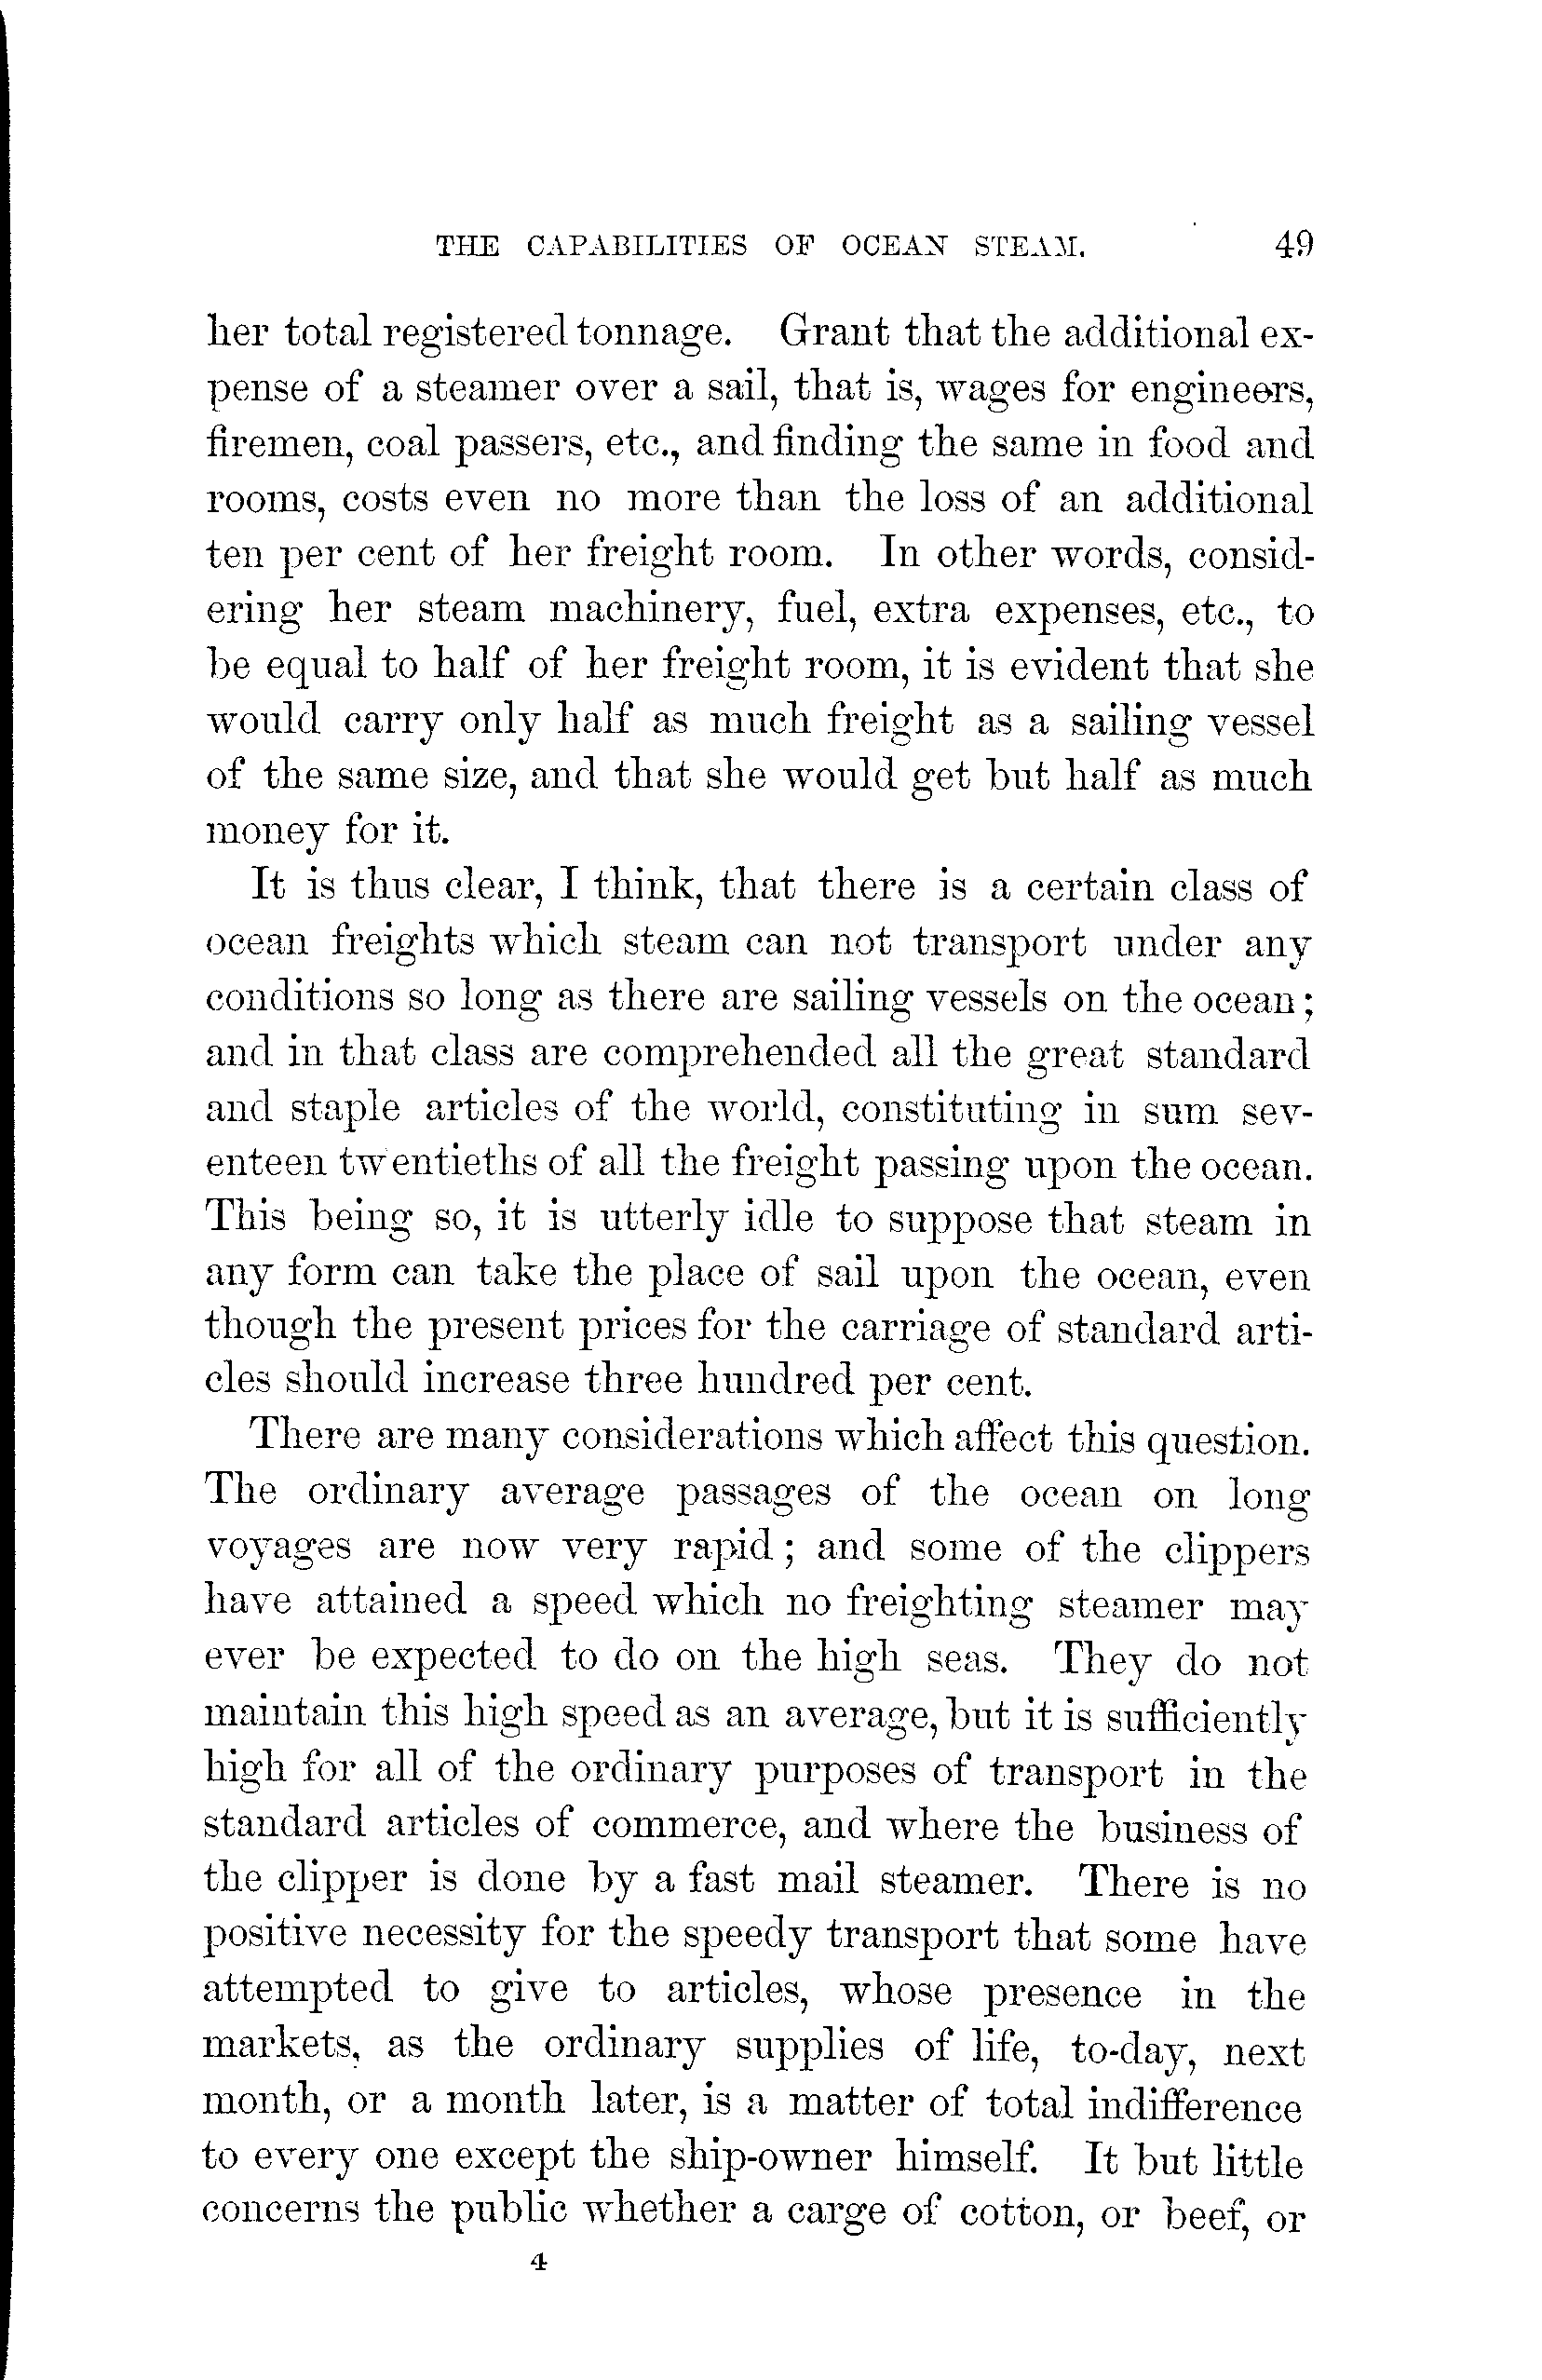 THE CAPABILITIES OF OCEAN STEAM. 49
her total registered tonnage. Grant that the additional ex-
pense of a steamer over a sail, that is, wages for engineers,
firemen, coal passers, etc., and finding the same in food and
rooms, costs even no more than the loss of an additional
ten per cent of her freight room. In other words, consid-
ering her steam machinery, fuel, extra expenses, etc., to
be equal to half of her freight room, it is evident that she
would carry only half as much freight as a sailing vessel
of the same size, and that she would get but half as much
money for it.
It is thus clear, I think, that there is a certain class of
ocean freights which steam can not transport under any
conditions so long as there are sailing vessels on the ocean;
and in that class are comprehended all the great standard
and staple articles of the world, constituting in sum sev-
enteen twentieths of all the freight passing upon the ocean.
This being so, it is utterly idle to suppose that steam in
any form can take the place of sail upon the ocean, even
though the present prices for the carriage of standard arti-
cles should increase three hundred per cent.
There are many considerations which affect this question.
The ordinary average passages of the ocean on long
voyages are now very rapid; and some of the clippers
have attained a speed which no freighting steamer may
ever be expected to do on the high seas. They do not
maintain this high speed as an average, but it is sufficiently
high for all of the ordinary purposes of transport in the
standard articles of commerce, and where the business of
the clipper is done by a fast mail steamer. There is no
positive necessity for the speedy transport that some have
attempted to give to articles, whose presence in the
markets, as the ordinary supplies of life, to-day, next
month, or a month later, is a matter of total indifference
to every one except the ship-owner himself. It but little
concerns the public whether a carge of cotton, or beef, or
4